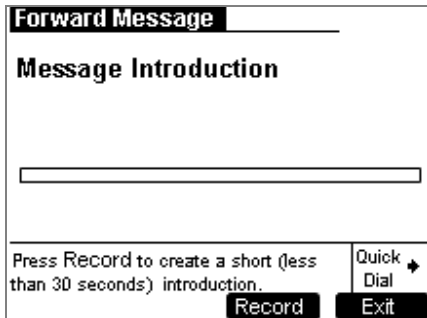 Forward Message
Message Introduction
Press Record to create a short (less
than 30 seconds) introduction.
Quick
Dial
Record
Exit